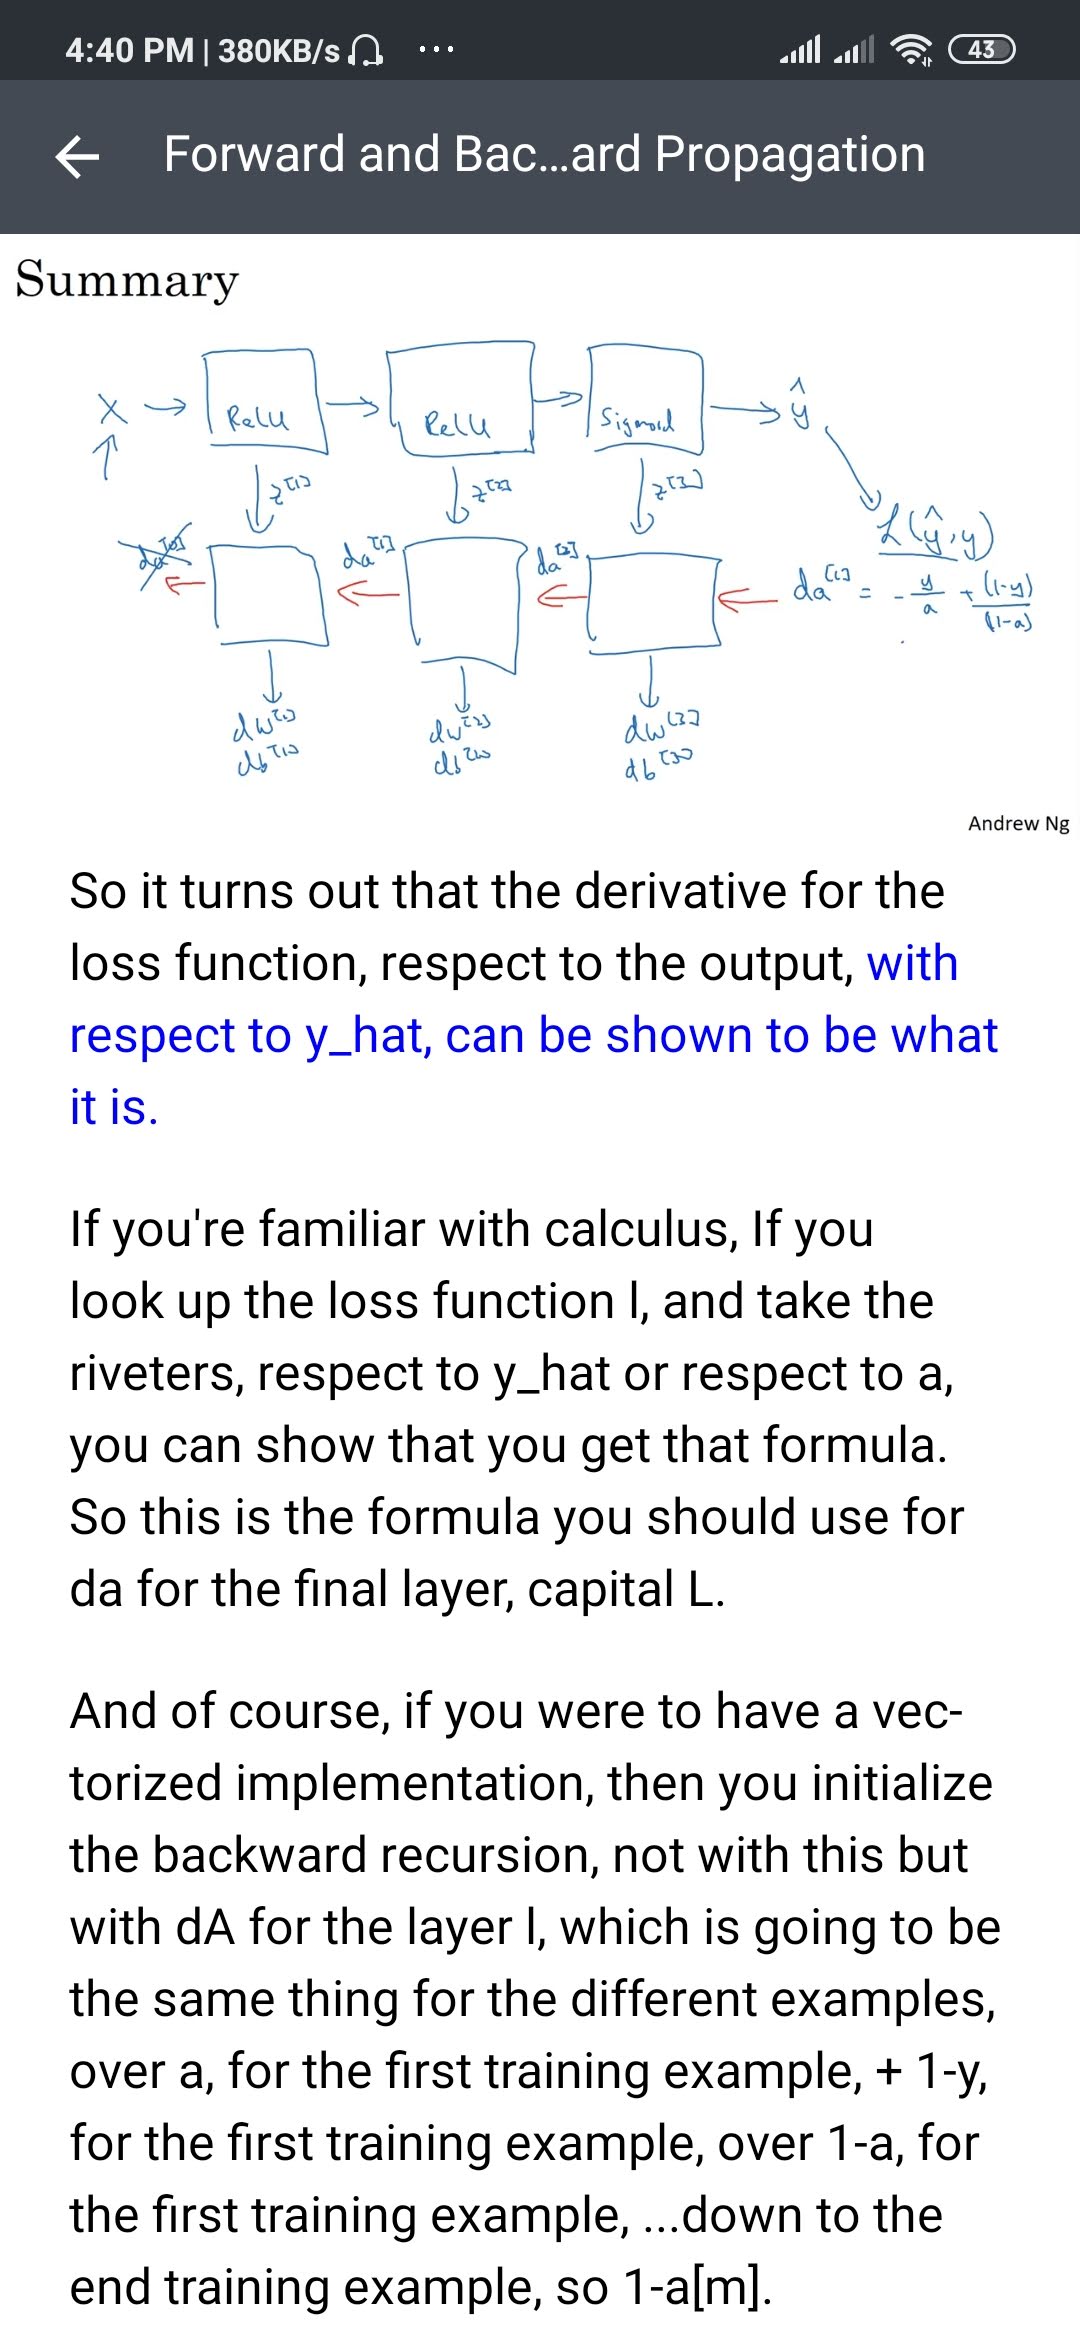 4:40 PM | 380KB/s ...
43
Forward and Bac...ard Propagation
Summary
X → Relu → Relu → Sigmoid → ŷ
z[1] z[2] z[3]
L(ŷ,y)
da[0] da[1] da[2] da[L] = - y/a + (1-y)/(1-a)
dw[1] dw[2] dw[3]
db[1] db[2] db[3]
Andrew Ng
So it turns out that the derivative for the
loss function, respect to the output, with
respect to y_hat, can be shown to be what
it is.
If you're familiar with calculus, If you
look up the loss function l, and take the
riveters, respect to y_hat or respect to a,
you can show that you get that formula.
So this is the formula you should use for
da for the final layer, capital L.
And of course, if you were to have a vec-
torized implementation, then you initialize
the backward recursion, not with this but
with dA for the layer l, which is going to be
the same thing for the different examples,
over a, for the first training example, + 1-y,
for the first training example, over 1-a, for
the first training example, ...down to the
end training example, so 1-a[m].